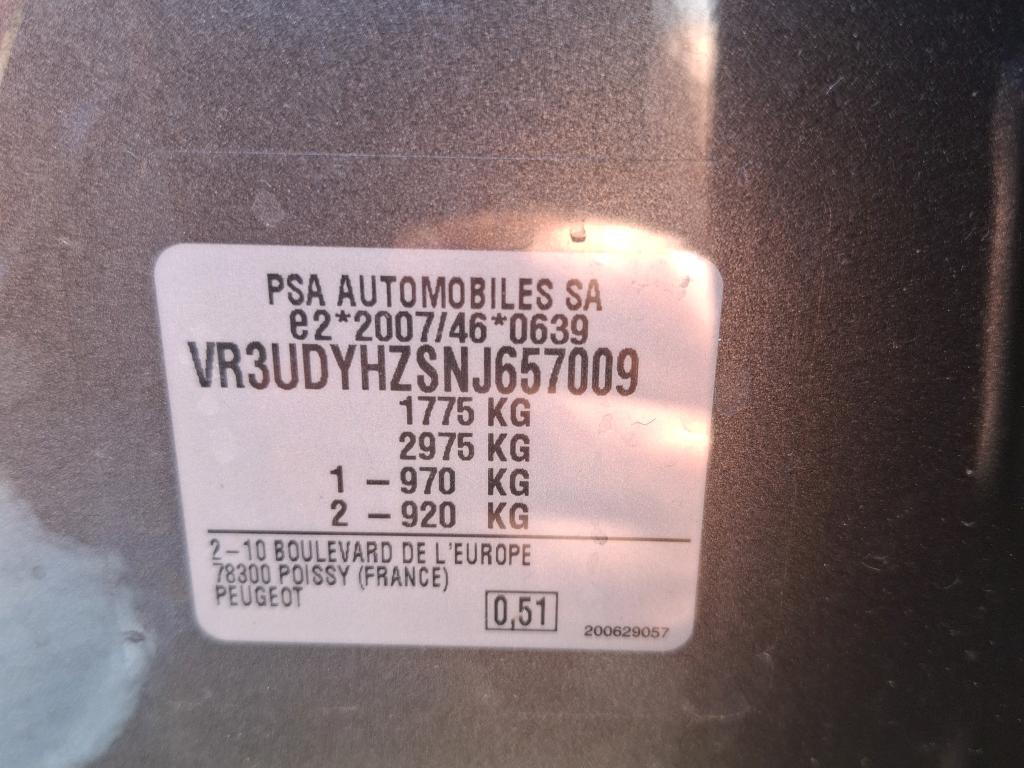 PSA AUTOMOBILES SA
e2*2007/46*0639
VR3UDYHZSNJ657009
1775 KG
2975 KG
1 – 970 KG
2 – 920 KG
2–10 BOULEVARD DE L'EUROPE
78300 POISSY (FRANCE)
PEUGEOT
0,51
200629057